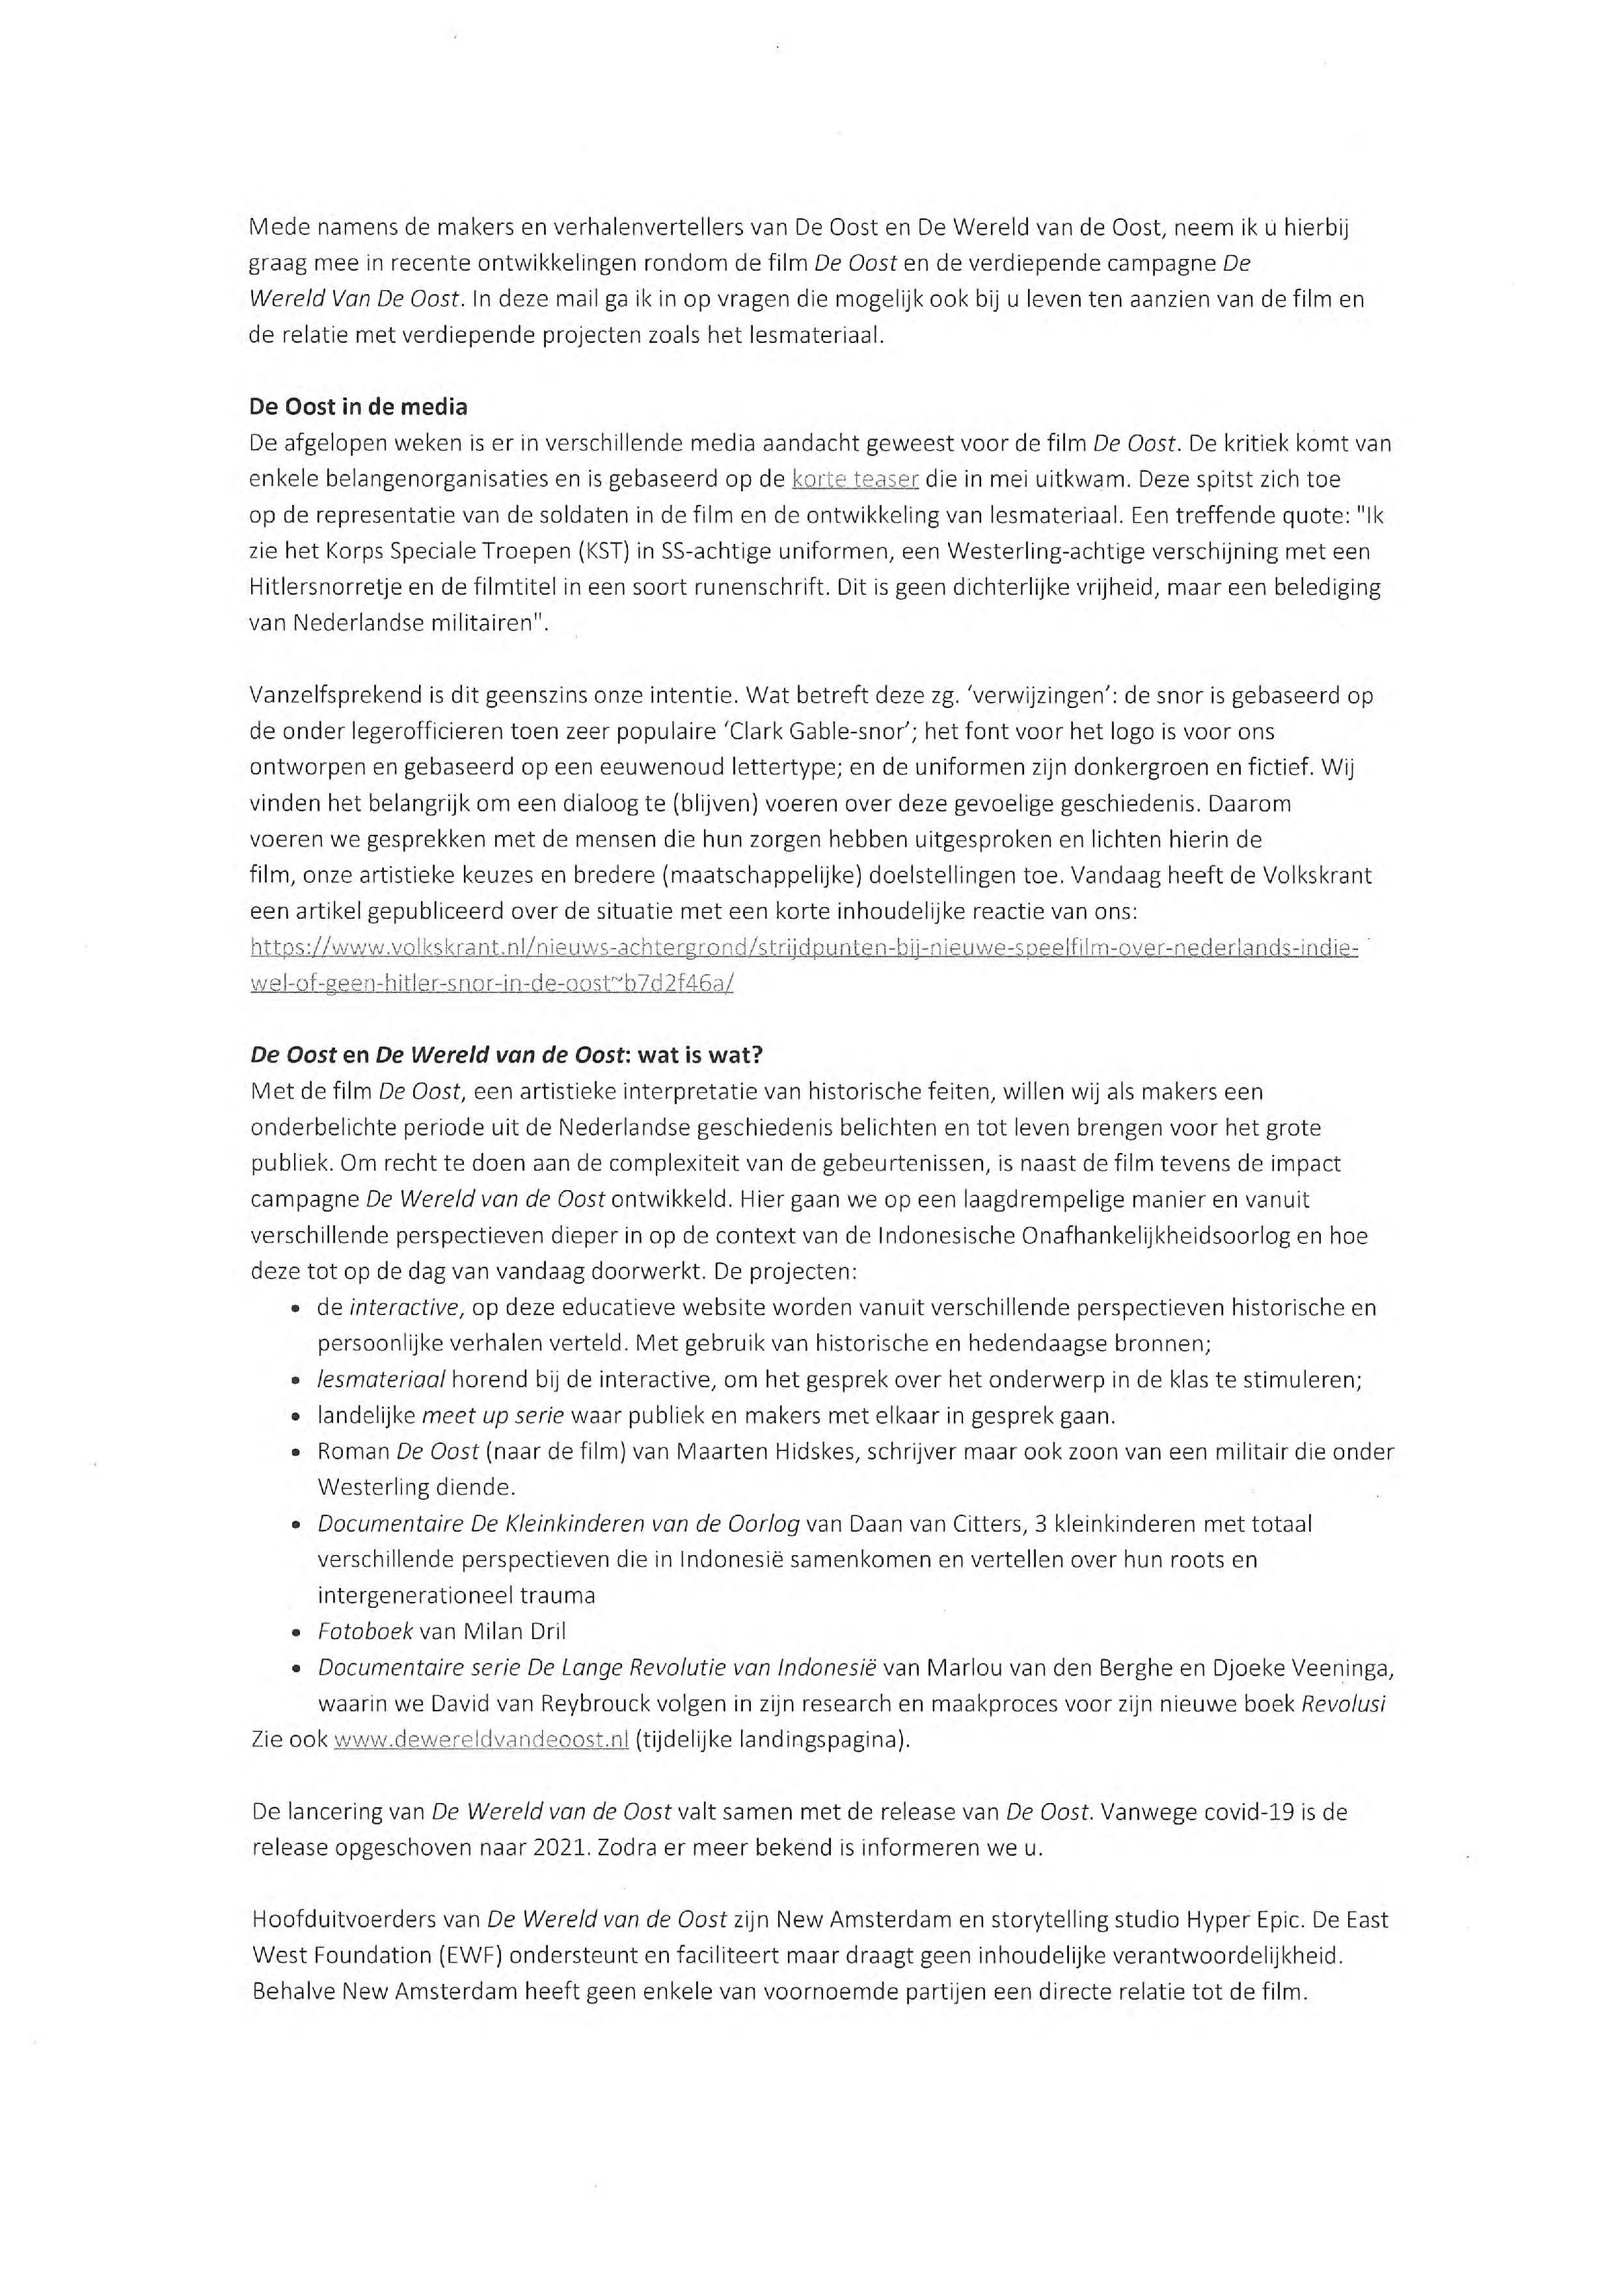 Mede namens de makers en verhalenvertellers van De Oost en De Wereld van de Oost, neem ik u hierbij
graag mee in recente ontwikkelingen rondom de film De Oost en de verdiepende campagne De
Wereld Van De Oost. In deze mail ga ik in op vragen die mogelijk ook bij u leven ten aanzien van de film en
de relatie met verdiepende projecten zoals het lesmateriaal.
De Oost in de media
De afgelopen weken is er in verschillende media aandacht geweest voor de film De Oost. De kritiek komt van
enkele belangenorganisaties en is gebaseerd op de korte teaser die in mei uitkwam. Deze spitst zich toe
op de representatie van de soldaten in de film en de ontwikkeling van lesmateriaal. Een treffende quote: "Ik
zie het Korps Speciale Troepen (KST) in SS-achtige uniformen, een Westerling-achtige verschijning met een
Hitlersnorretje en de filmtitel in een soort runenschrift. Dit is geen dichterlijke vrijheid, maar een belediging
van Nederlandse militairen".
Vanzelfsprekend is dit geenszins onze intentie. Wat betreft deze zg. 'verwijzingen': de snor is gebaseerd op
de onder legerofficieren toen zeer populaire 'Clark Gable-snor'; het font voor het logo is voor ons
ontworpen en gebaseerd op een eeuwenoud lettertype; en de uniformen zijn donkergroen en fictief. Wij
vinden het belangrijk om een dialoog te (blijven) voeren over deze gevoelige geschiedenis. Daarom
voeren we gesprekken met de mensen die hun zorgen hebben uitgesproken en lichten hierin de
film, onze artistieke keuzes en bredere (maatschappelijke) doelstellingen toe. Vandaag heeft de Volkskrant
een artikel gepubliceerd over de situatie met een korte inhoudelijke reactie van ons:
https://www.volkskrant.nl/nieuws-achtergrond/strijdpunten-bij-nieuwe-speelfilm-over-nederlands-indie-
wel-of-geen-hitler-snor-in-de-oost~b7d2f46a/
De Oost en De Wereld van de Oost: wat is wat?
Met de film De Oost, een artistieke interpretatie van historische feiten, willen wij als makers een
onderbelichte periode uit de Nederlandse geschiedenis belichten en tot leven brengen voor het grote
publiek. Om recht te doen aan de complexiteit van de gebeurtenissen, is naast de film tevens de impact
campagne De Wereld van de Oost ontwikkeld. Hier gaan we op een laagdrempelige manier en vanuit
verschillende perspectieven dieper in op de context van de Indonesische Onafhankelijkheidsoorlog en hoe
deze tot op de dag van vandaag doorwerkt. De projecten:
• de interactive, op deze educatieve website worden vanuit verschillende perspectieven historische en
persoonlijke verhalen verteld. Met gebruik van historische en hedendaagse bronnen;
• lesmateriaal horend bij de interactive, om het gesprek over het onderwerp in de klas te stimuleren;
• landelijke meet up serie waar publiek en makers met elkaar in gesprek gaan.
• Roman De Oost (naar de film) van Maarten Hidskes, schrijver maar ook zoon van een militair die onder
Westerling diende.
• Documentaire De Kleinkinderen van de Oorlog van Daan van Citters, 3 kleinkinderen met totaal
verschillende perspectieven die in Indonesië samenkomen en vertellen over hun roots en
intergenerationeel trauma
• Fotoboek van Milan Dril
• Documentaire serie De Lange Revolutie van Indonesië van Marlou van den Berghe en Djoeke Veeninga,
waarin we David van Reybrouck volgen in zijn research en maakproces voor zijn nieuwe boek Revolusi
Zie ook www.dewereldvandeoost.nl (tijdelijke landingspagina).
De lancering van De Wereld van de Oost valt samen met de release van De Oost. Vanwege covid-19 is de
release opgeschoven naar 2021. Zodra er meer bekend is informeren we u.
Hoofduitvoerders van De Wereld van de Oost zijn New Amsterdam en storytelling studio Hyper Epic. De East
West Foundation (EWF) ondersteunt en faciliteert maar draagt geen inhoudelijke verantwoordelijkheid.
Behalve New Amsterdam heeft geen enkele van voornoemde partijen een directe relatie tot de film.